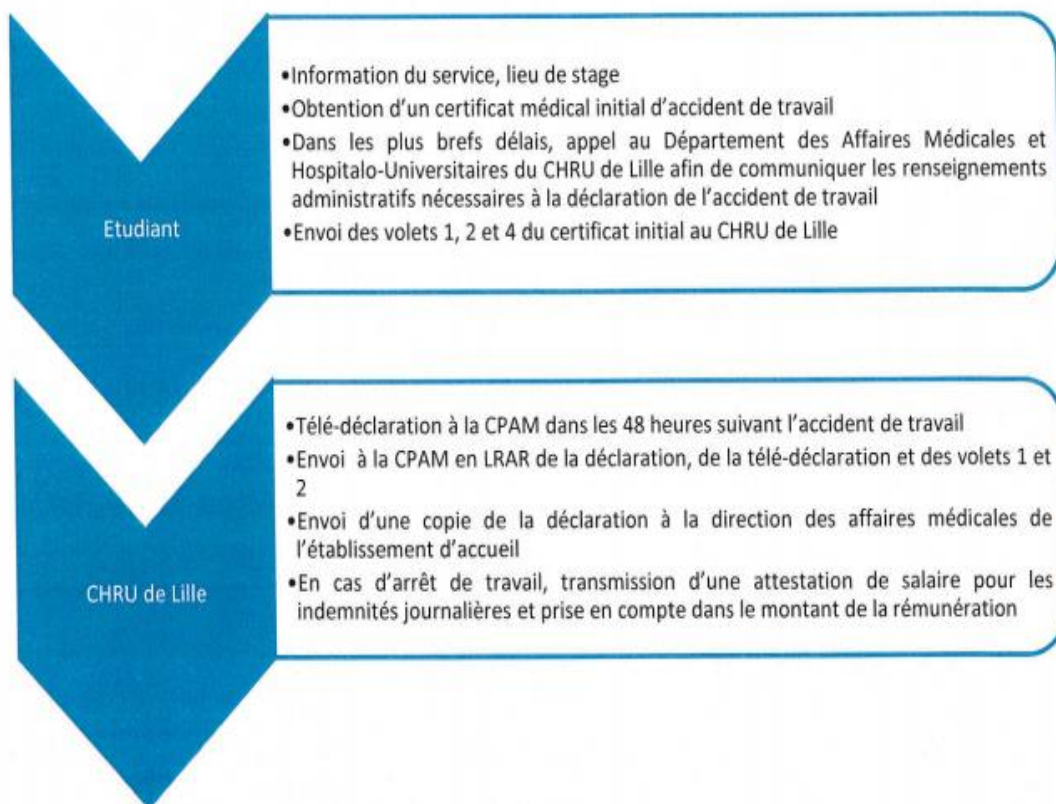 Etudiant
•Information du service, lieu de stage
•Obtention d'un certificat médical initial d'accident de travail
•Dans les plus brefs délais, appel au Département des Affaires Médicales et
Hospitalo-Universitaires du CHRU de Lille afin de communiquer les renseignements
administratifs nécessaires à la déclaration de l'accident de travail
•Envoi des volets 1, 2 et 4 du certificat initial au CHRU de Lille
CHRU de Lille
•Télé-déclaration à la CPAM dans les 48 heures suivant l'accident de travail
•Envoi à la CPAM en LRAR de la déclaration, de la télé-déclaration et des volets 1 et
2
•Envoi d'une copie de la déclaration à la direction des affaires médicales de
l'établissement d'accueil
•En cas d'arrêt de travail, transmission d'une attestation de salaire pour les
indemnités journalières et prise en compte dans le montant de la rémunération